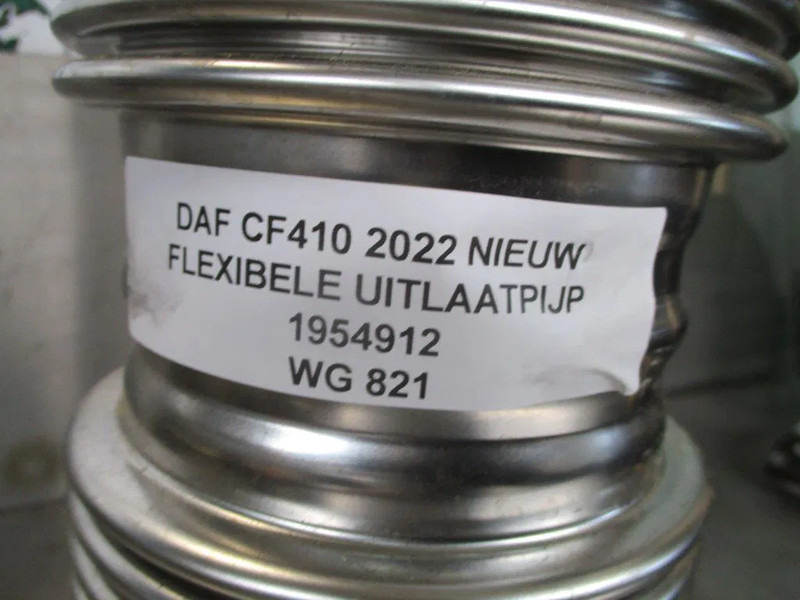 DAF CF410 2022 NIEUW
FLEXIBELE UITLAATPIJP
1954912
WG 821